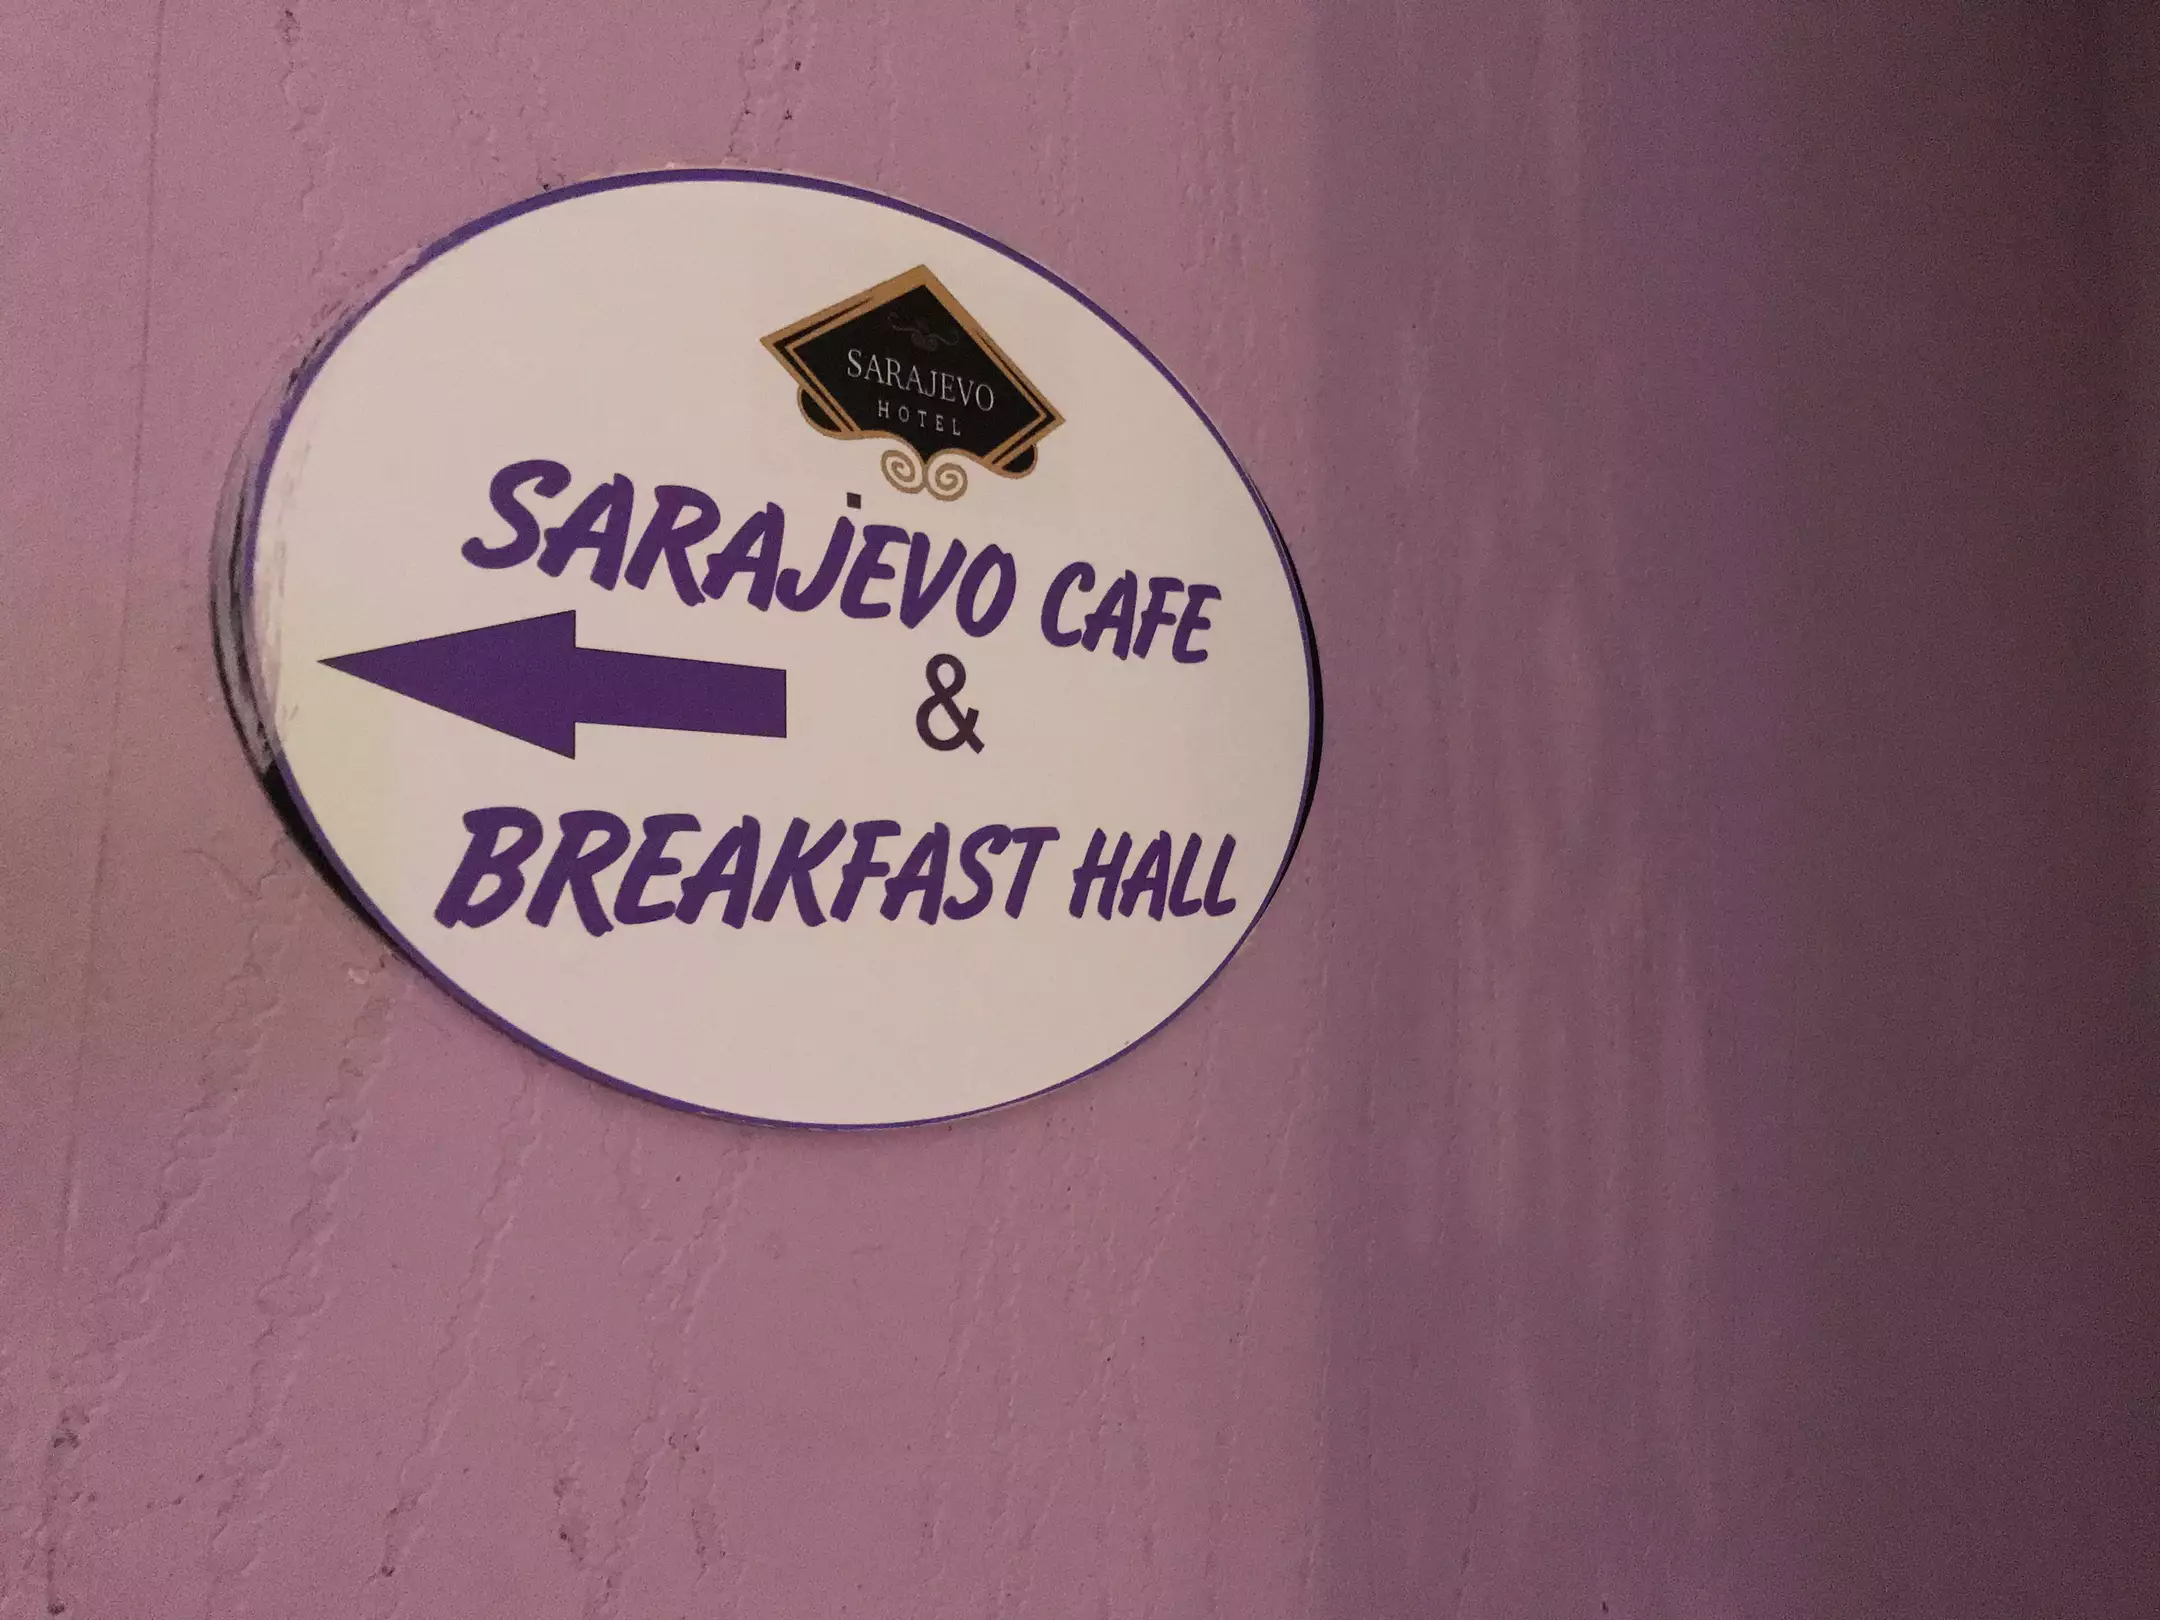 SARAJEVO
HOTEL
SARAJEVO CAFE
&
BREAKFAST HALL